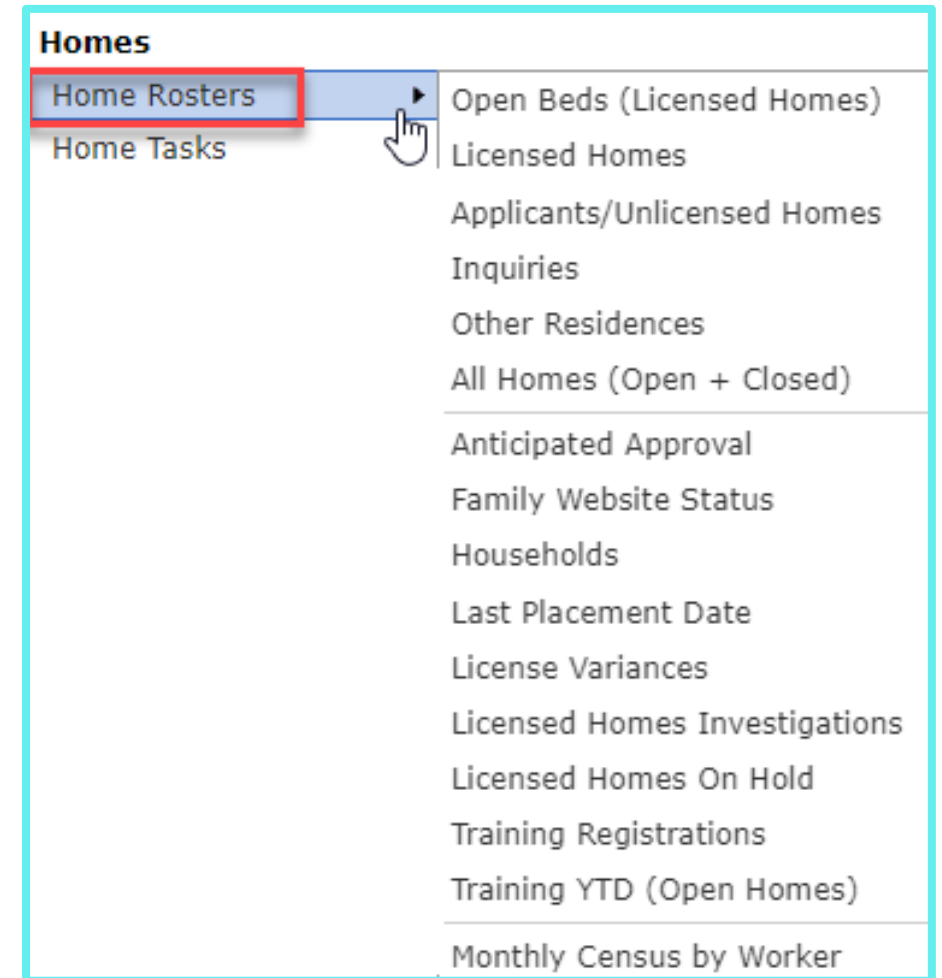 Homes
Home Rosters
Home Tasks
Open Beds (Licensed Homes)
Licensed Homes
Applicants/Unlicensed Homes
Inquiries
Other Residences
All Homes (Open + Closed)
Anticipated Approval
Family Website Status
Households
Last Placement Date
License Variances
Licensed Homes Investigations
Licensed Homes On Hold
Training Registrations
Training YTD (Open Homes)
Monthly Census by Worker